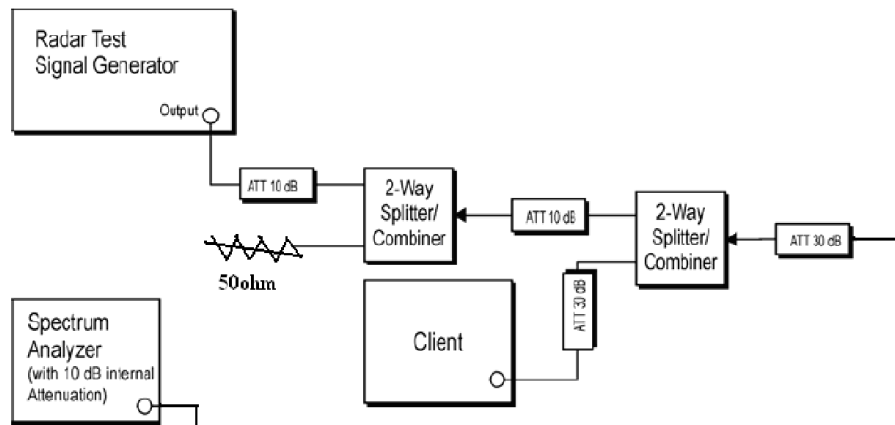 Radar Test
Signal Generator
Output
ATT 10 dB
2-Way
Splitter/
Combiner
50ohm
ATT 10 dB
2-Way
Splitter/
Combiner
ATT 30 dB
ATT 30 dB
Client
Spectrum
Analyzer
(with 10 dB internal
Attenuation)